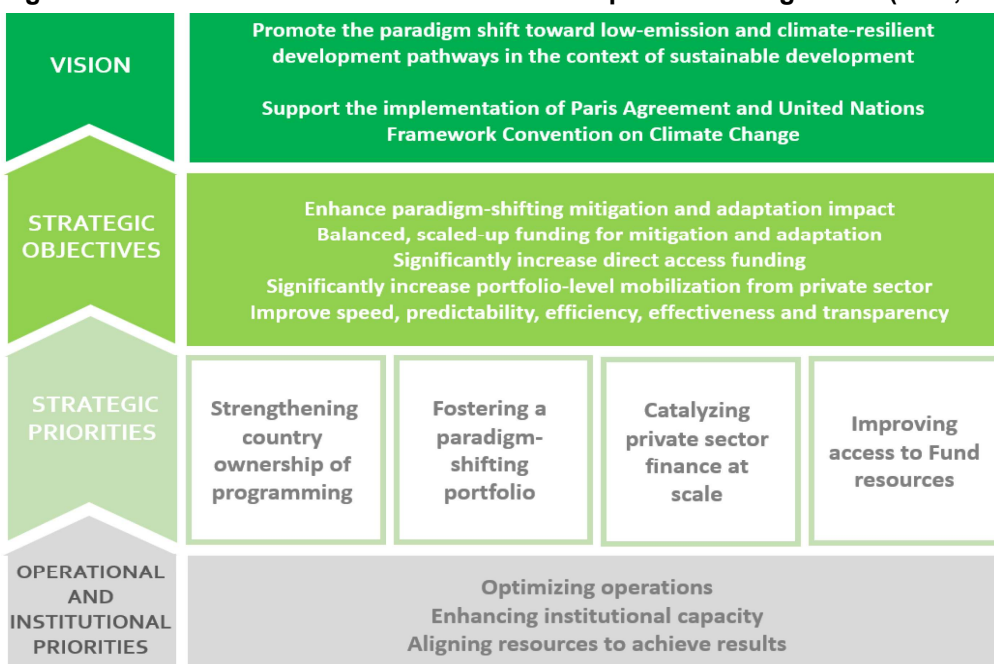 VISION
Promote the paradigm shift toward low-emission and climate-resilient
development pathways in the context of sustainable development
Support the implementation of Paris Agreement and United Nations
Framework Convention on Climate Change
STRATEGIC
OBJECTIVES
Enhance paradigm-shifting mitigation and adaptation impact
Balanced, scaled-up funding for mitigation and adaptation
Significantly increase direct access funding
Significantly increase portfolio-level mobilization from private sector
Improve speed, predictability, efficiency, effectiveness and transparency
STRATEGIC
PRIORITIES
Strengthening
country
ownership of
programming
Fostering a
paradigm-
shifting
portfolio
Catalyzing
private sector
finance at
scale
Improving
access to Fund
resources
OPERATIONAL
AND
INSTITUTIONAL
PRIORITIES
Optimizing operations
Enhancing institutional capacity
Aligning resources to achieve results